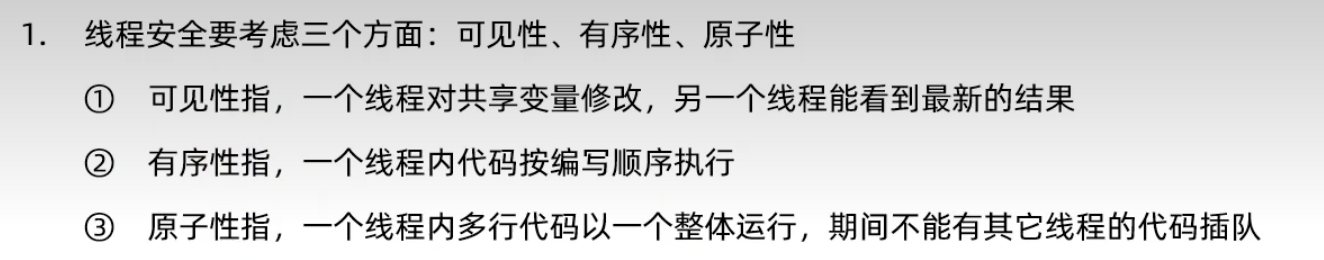 1. 线程安全要考虑三个方面：可见性、有序性、原子性
① 可见性指，一个线程对共享变量修改，另一个线程能看到最新的结果
② 有序性指，一个线程内代码按编写顺序执行
③ 原子性指，一个线程内多行代码以一个整体运行，期间不能有其它线程的代码插队